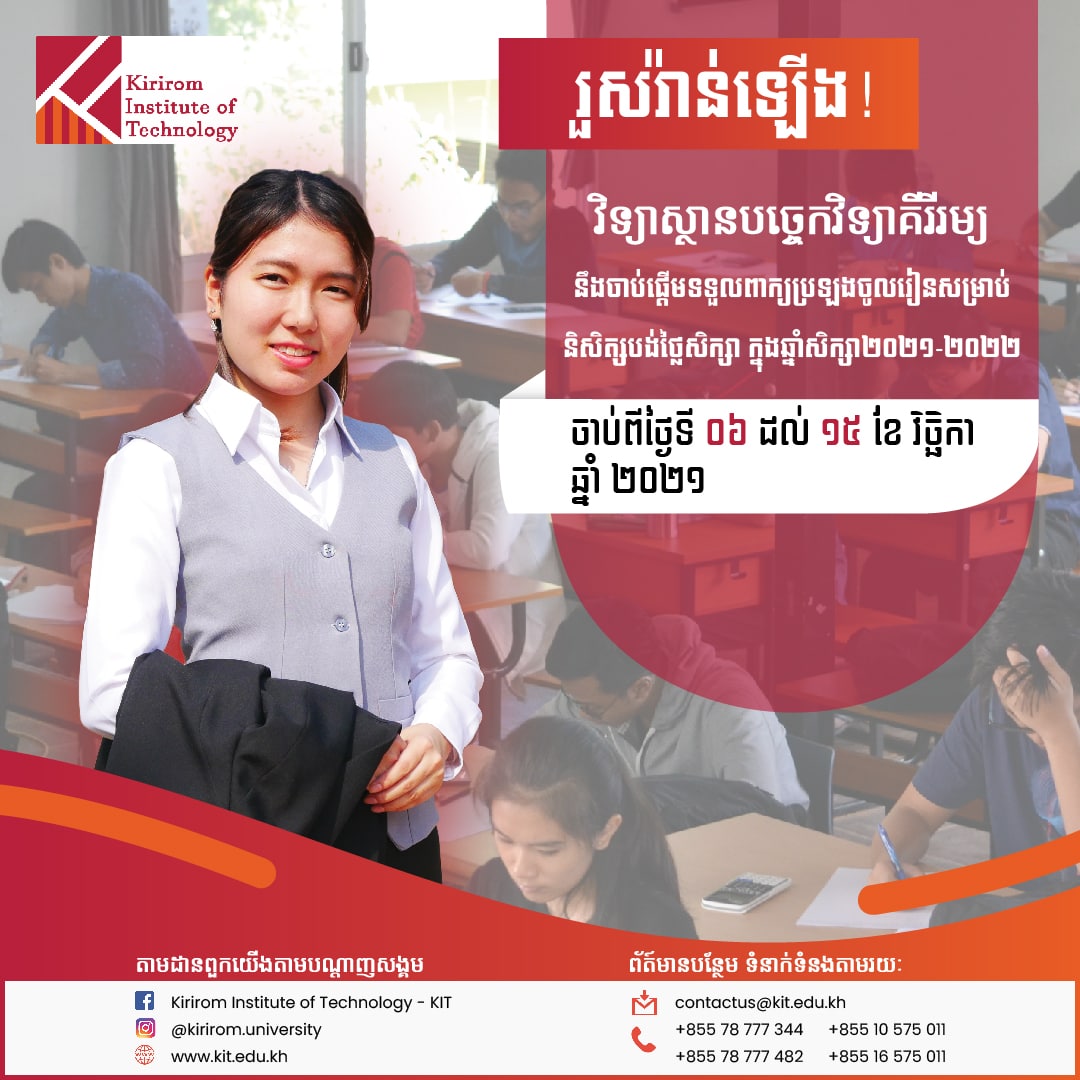 Kirirom
Institute of
Technology
រួសរ៉ាន់ឡើង !
វិទ្យាស្ថានបច្ចេកវិទ្យាគីរីរម្យ
នឹងចាប់ផ្តើមទទួលពាក្យប្រឡងចូលរៀនសម្រាប់
និសិត្សបង់ថ្លៃសិក្សា ក្នុងឆ្នាំសិក្សា២០២១-២០២២
ចាប់ពីថ្ងៃទី ០៦ ដល់ ១៥ ខែ វិច្ឆិកា
ឆ្នាំ ២០២១
តាមដានពួកយើងតាមបណ្តាញសង្គម
Kirirom Institute of Technology - KIT
@kirirom.university
www.kit.edu.kh
ព័ត៍មានបន្ថែម ទំនាក់ទំនងតាមរយៈ
contactus@kit.edu.kh
+855 78 777 344 +855 10 575 011
+855 78 777 482 +855 16 575 011